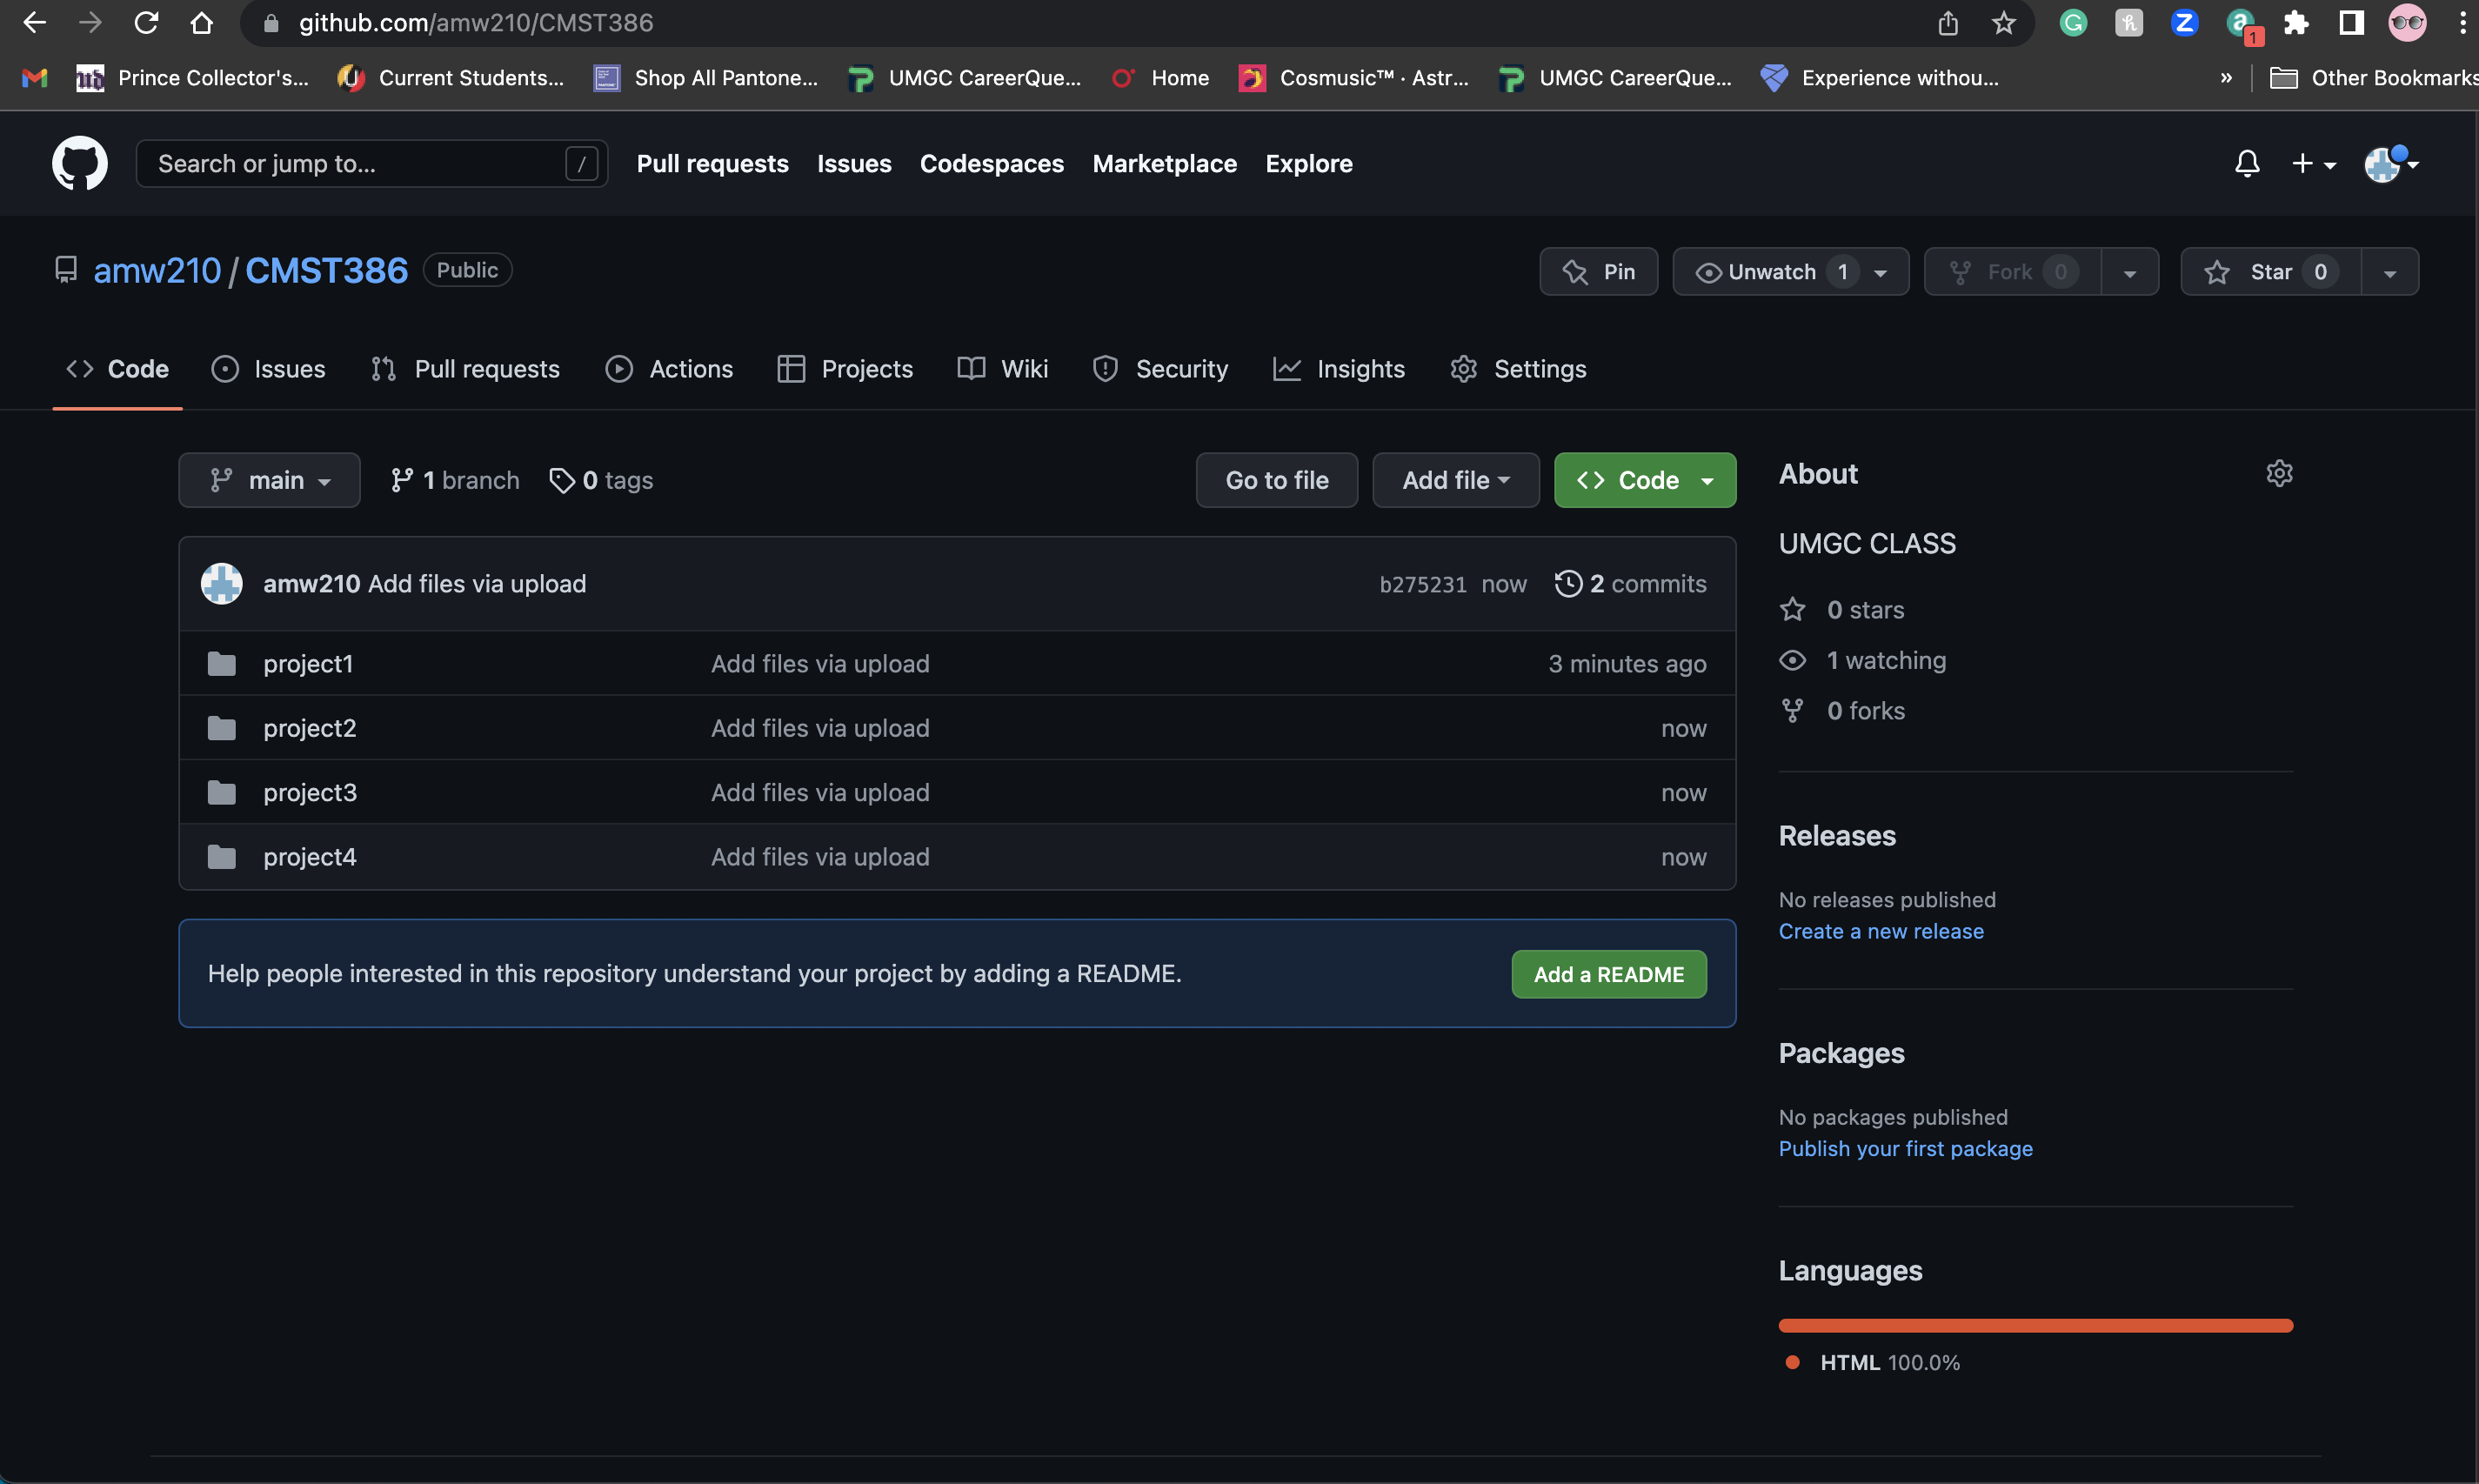 github.com/amw210/CMST386
1
Prince Collector's... Current Students... Shop All Pantone... UMGC CareerQue... Home Cosmusic™ · Astr... UMGC CareerQue... Experience withou... » Other Bookmarks
Search or jump to... / Pull requests Issues Codespaces Marketplace Explore
amw210 / CMST386 Public Pin Unwatch 1 Fork 0 Star 0
Code Issues Pull requests Actions Projects Wiki Security Insights Settings
main 1 branch 0 tags Go to file Add file Code
amw210 Add files via upload b275231 now 2 commits
project1 Add files via upload 3 minutes ago
project2 Add files via upload now
project3 Add files via upload now
project4 Add files via upload now
Help people interested in this repository understand your project by adding a README. Add a README
About
UMGC CLASS
0 stars
1 watching
0 forks
Releases
No releases published
Create a new release
Packages
No packages published
Publish your first package
Languages
HTML 100.0%